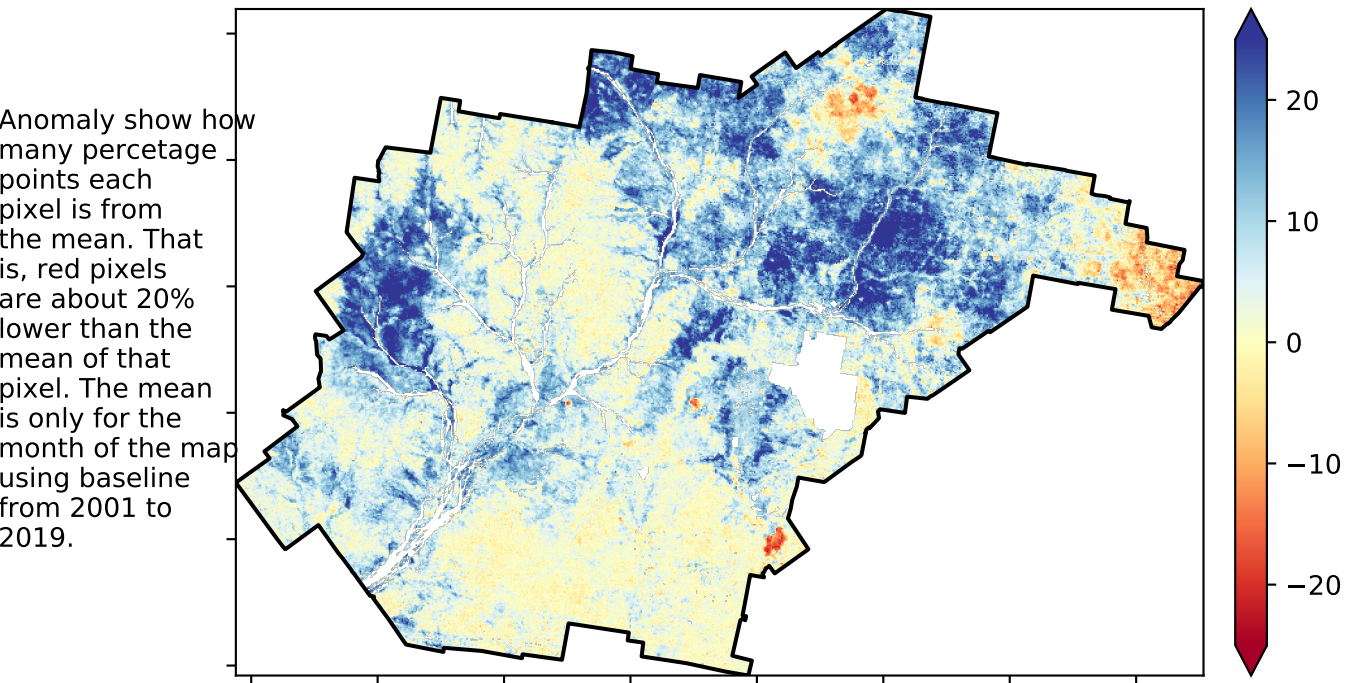 Anomaly show how
many percetage
points each
pixel is from
the mean. That
is, red pixels
are about 20%
lower than the
mean of that
pixel. The mean
is only for the
month of the map
using baseline
from 2001 to
2019.
20
10
0
−10
−20